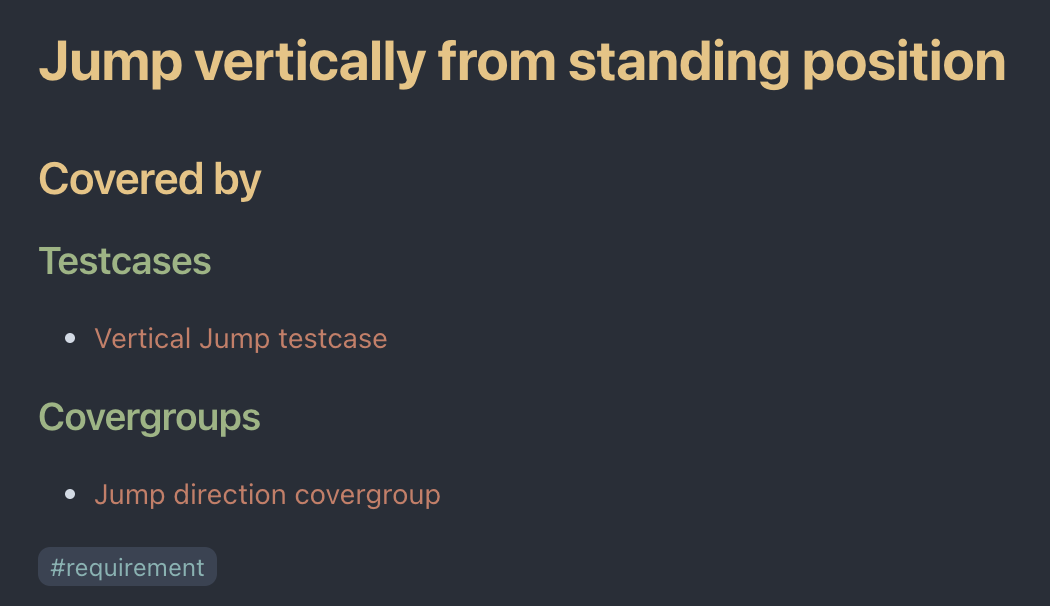 Jump vertically from standing position
Covered by
Testcases
Vertical Jump testcase
Covergroups
Jump direction covergroup
#requirement